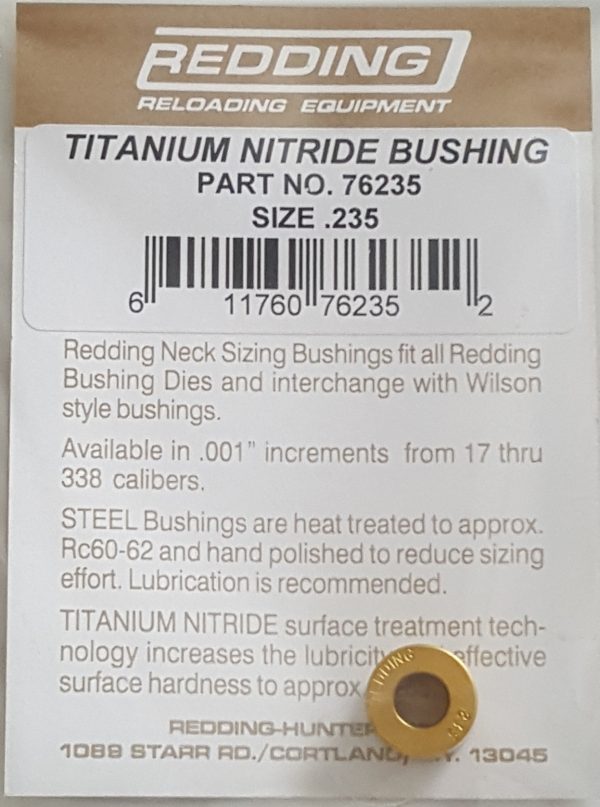 REDDING
RELOADING EQUIPMENT
TITANIUM NITRIDE BUSHING
PART NO. 76235
SIZE .235
6 11760 76235 2
Redding Neck Sizing Bushings fit all Redding
Bushing Dies and interchange with Wilson
style bushings.
Available in .001" increments from 17 thru
338 calibers.
STEEL Bushings are heat treated to approx.
Rc60-62 and hand polished to reduce sizing
effort. Lubrication is recommended.
TITANIUM NITRIDE surface treatment tech-
nology increases the lubricity effective
surface hardness to approx
REDDING-HUNTER
1089 STARR RD./CORTLAND, N.Y. 13045